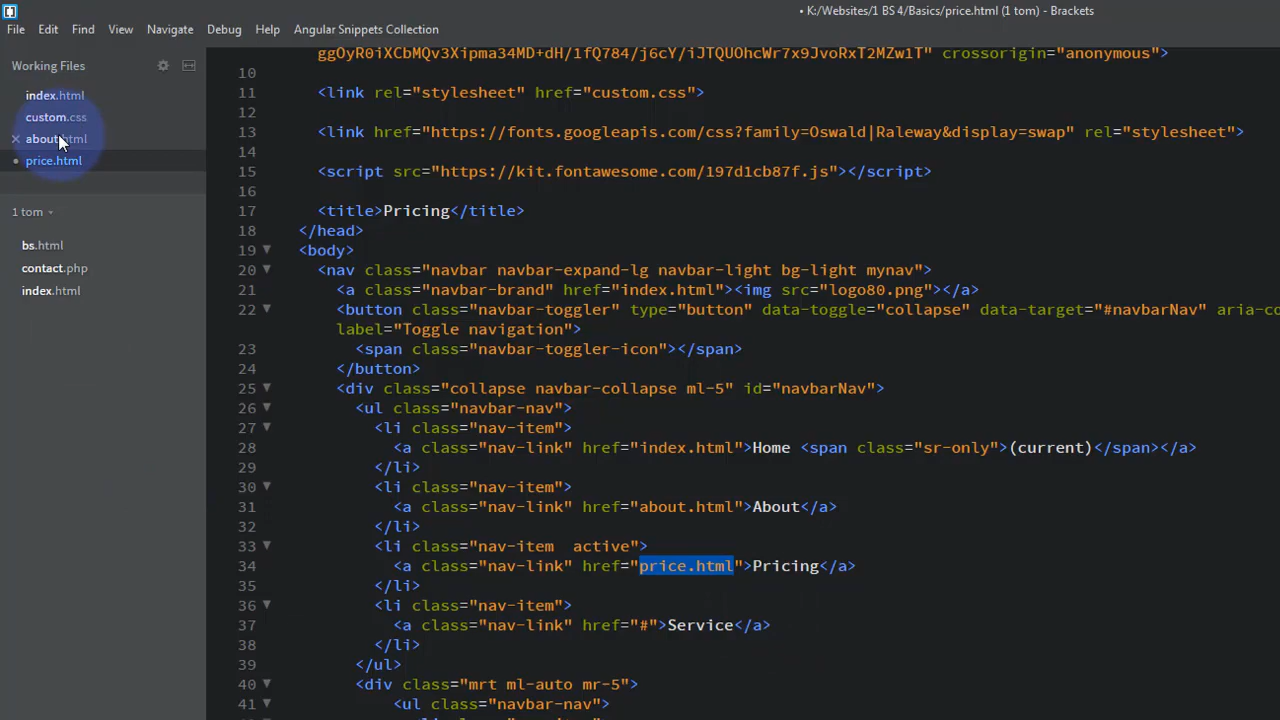 • K:/Websites/1 BS 4/Basics/price.html (1 tom) - Brackets
File Edit Find View Navigate Debug Help Angular Snippets Collection
Working Files
index.html
custom.css
about.html
price.html
1 tom
bs.html
contact.php
index.html
ggOyR0iXCbMQv3Xipma34MD+dH/1fQ784/j6cY/iJTQUOhcWr7x9JvoRxT2MZw1T" crossorigin="anonymous">
10
11 <link rel="stylesheet" href="custom.css">
12
13 <link href="https://fonts.googleapis.com/css?family=Oswald|Raleway&display=swap" rel="stylesheet">
14
15 <script src="https://kit.fontawesome.com/197d1cb87f.js"></script>
16
17 <title>Pricing</title>
18 </head>
19 <body>
20 <nav class="navbar navbar-expand-lg navbar-light bg-light mynav">
21 <a class="navbar-brand" href="index.html"><img src="logo80.png"></a>
22 <button class="navbar-toggler" type="button" data-toggle="collapse" data-target="#navbarNav" aria-co
label="Toggle navigation">
23 <span class="navbar-toggler-icon"></span>
24 </button>
25 <div class="collapse navbar-collapse ml-5" id="navbarNav">
26 <ul class="navbar-nav">
27 <li class="nav-item">
28 <a class="nav-link" href="index.html">Home <span class="sr-only">(current)</span></a>
29 </li>
30 <li class="nav-item">
31 <a class="nav-link" href="about.html">About</a>
32 </li>
33 <li class="nav-item  active">
34 <a class="nav-link" href="price.html">Pricing</a>
35 </li>
36 <li class="nav-item">
37 <a class="nav-link" href="#">Service</a>
38 </li>
39 </ul>
40 <div class="mrt ml-auto mr-5">
41 <ul class="navbar-nav">